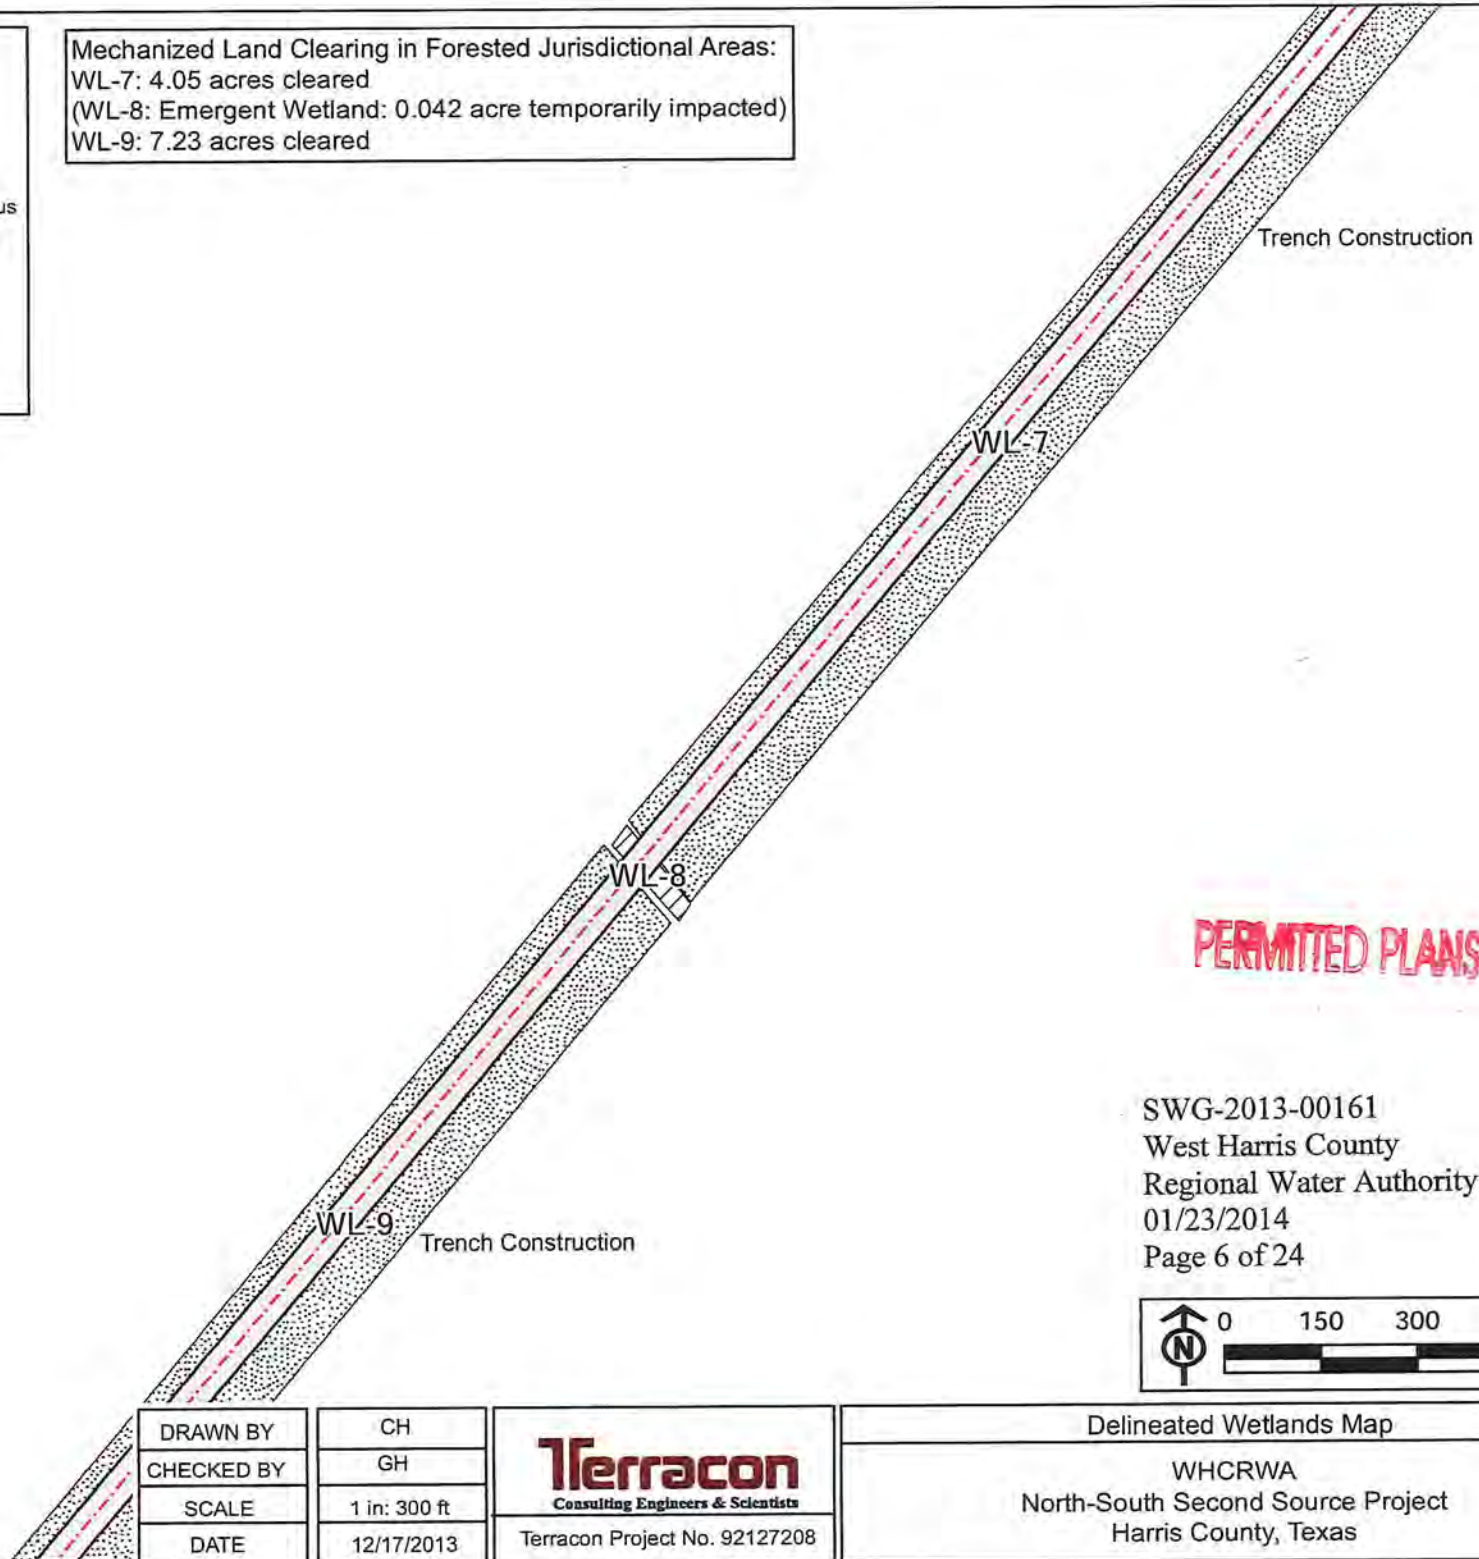 Mechanized Land Clearing in Forested Jurisdictional Areas:
WL-7: 4.05 acres cleared
(WL-8: Emergent Wetland: 0.042 acre temporarily impacted)
WL-9: 7.23 acres cleared
us
Trench Construction
WL-7
WL-8
PERMITTED PLANS
SWG-2013-00161
West Harris County
Regional Water Authority
01/23/2014
Page 6 of 24
WL-9
Trench Construction
N
0 150 300
DRAWN BY CH
CHECKED BY GH
SCALE 1 in: 300 ft
DATE 12/17/2013
Terracon
Consulting Engineers & Scientists
Terracon Project No. 92127208
Delineated Wetlands Map
WHCRWA
North-South Second Source Project
Harris County, Texas